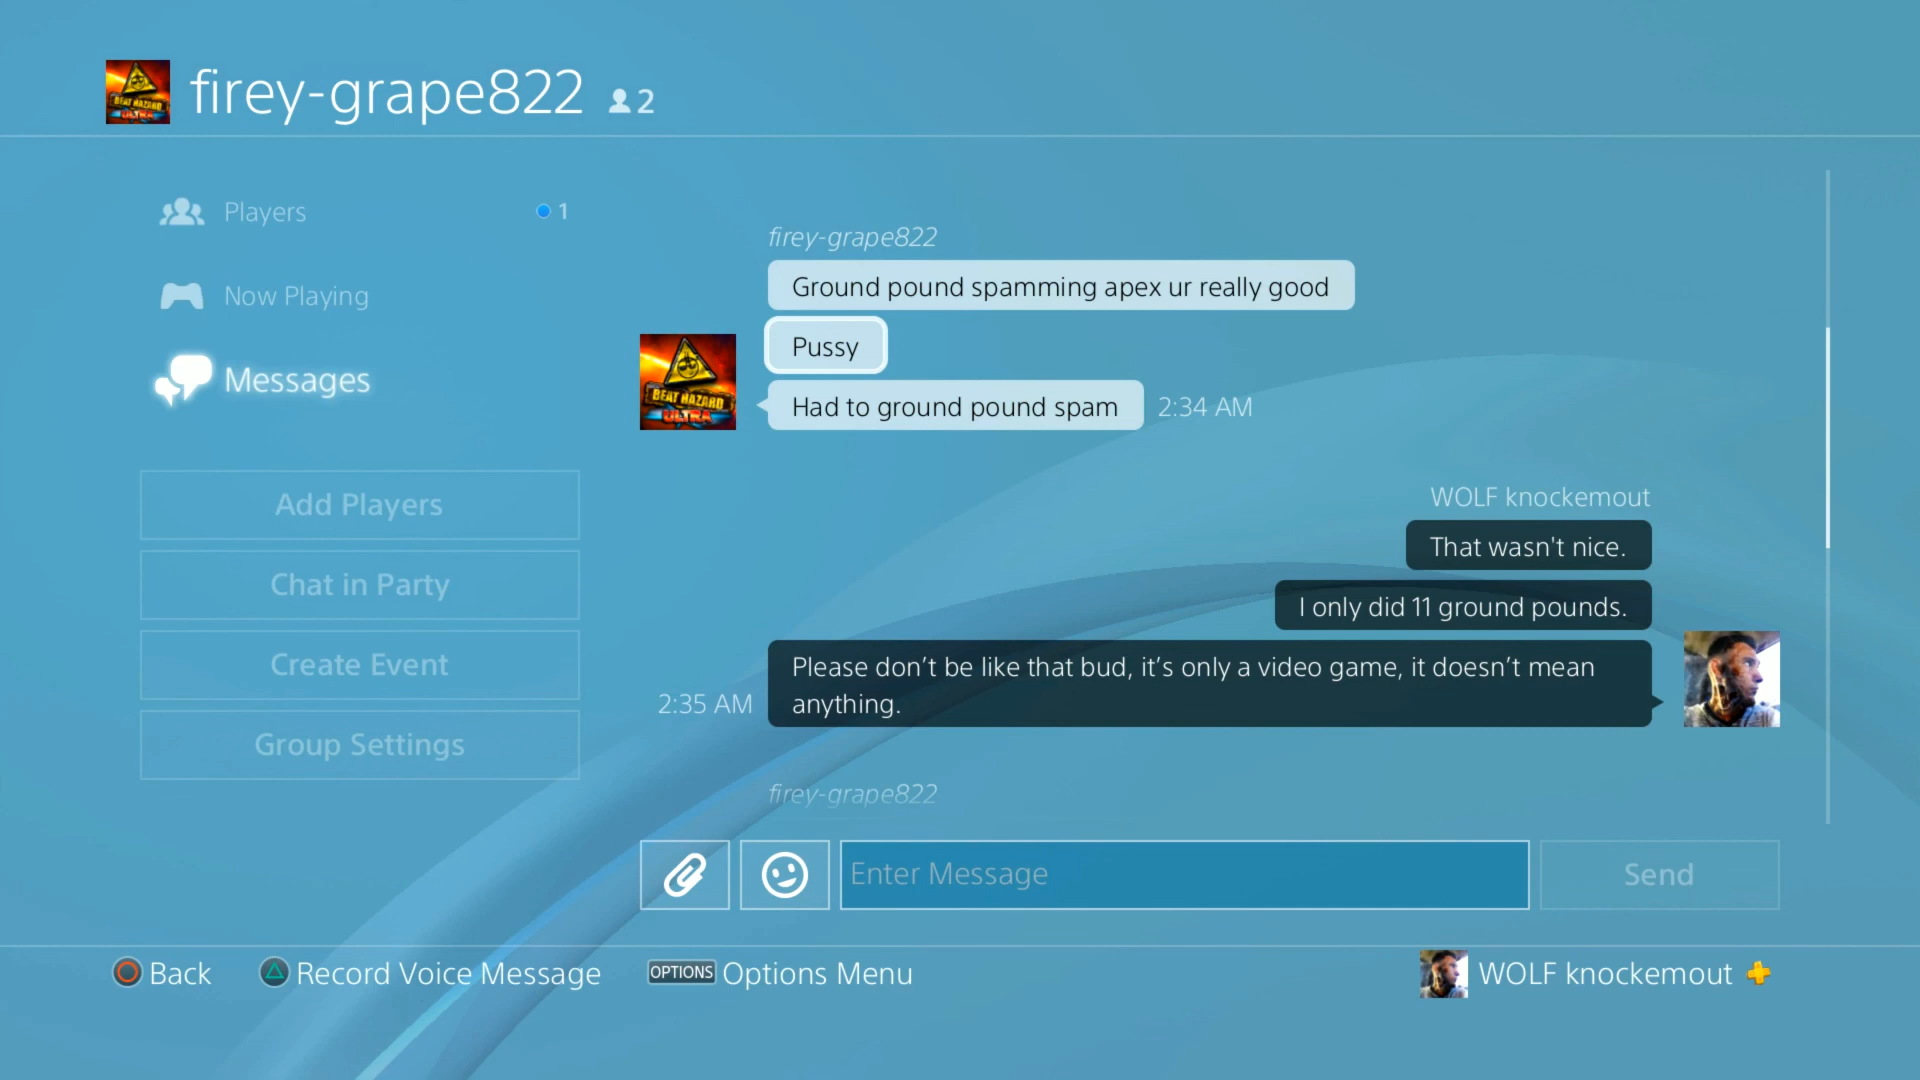 firey-grape822 2
Players 1
Now Playing
Messages
Add Players
Chat in Party
Create Event
Group Settings
firey-grape822
Ground pound spamming apex ur really good
Pussy
BEAT HAZARD
ULTRA
Had to ground pound spam 2:34 AM
WOLF knockemout
That wasn't nice.
I only did 11 ground pounds.
Please don’t be like that bud, it’s only a video game, it doesn’t mean
anything.
2:35 AM
firey-grape822
Enter Message
Send
Back
Record Voice Message
OPTIONS Options Menu
WOLF knockemout